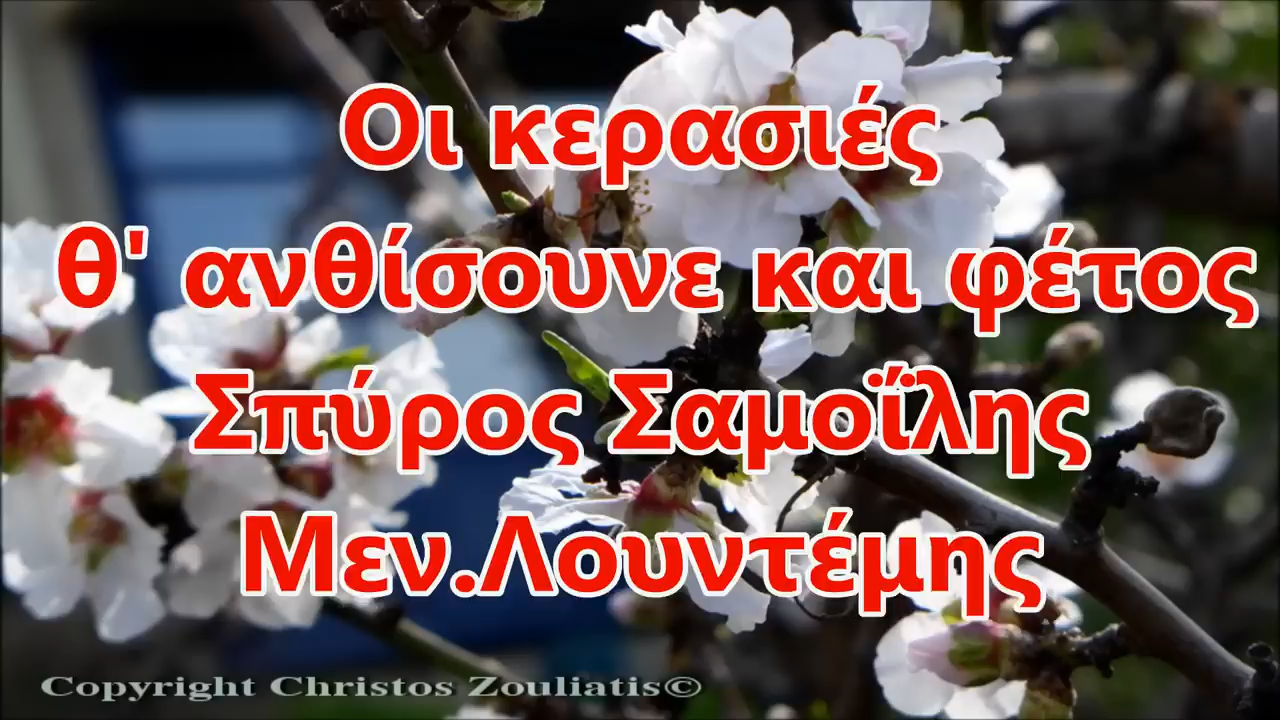 Οι κερασιές
θ' ανθίσουνε και φέτος
Σπύρος Σαμοΐλης
Μεν.Λουντέμης
Copyright Christos Zouliatis©